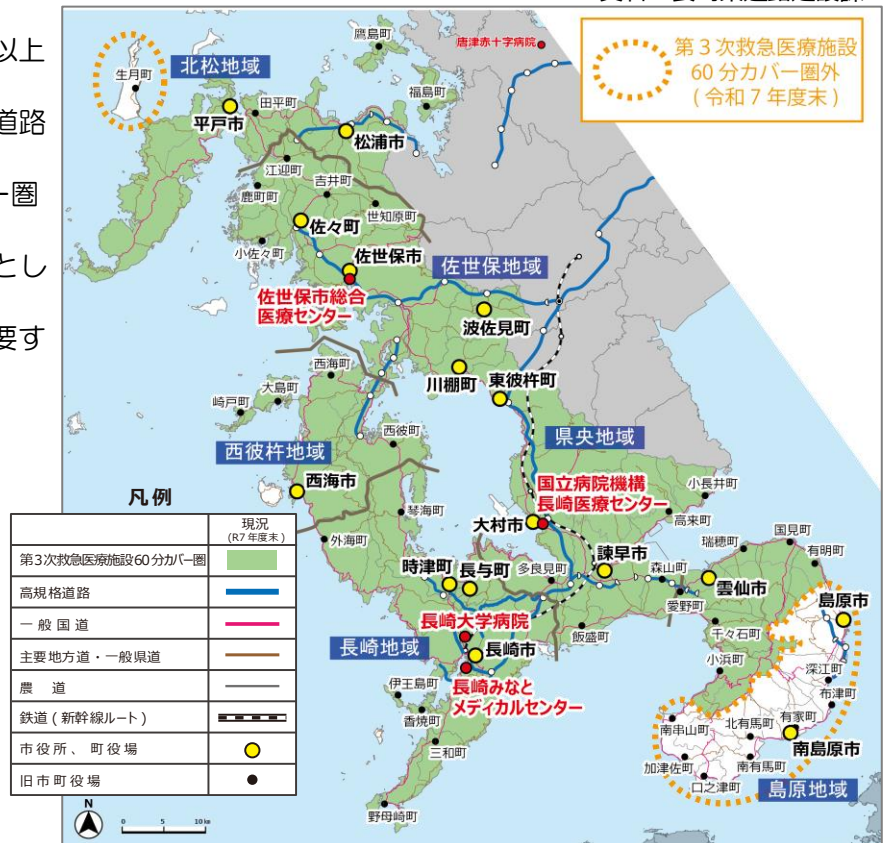 以上
道路
ー圏
とし
要す
第3次救急医療施設
60分カバー圏外
(令和7年度末)
唐津赤十字病院
鷹島町
生月町
北松地域
福島町
田平町
平戸市
松浦市
江迎町
吉井町
鹿町町
世知原町
佐々町
小佐々町
佐世保市
佐世保地域
佐世保市総合
医療センター
波佐見町
西海町
川棚町
東彼杵町
大島町
崎戸町
西彼町
西彼杵地域
県央地域
国立病院機構
長崎医療センター
小長井町
西海市
琴海町
大村市
高来町
外海町
国見町
瑞穂町
有明町
時津町
長与町
多良見町
諫早市
森山町
雲仙市
愛野町
島原市
長崎大学病院
飯盛町
千々石町
長崎地域
長崎市
小浜町
深江町
長崎みなと
メディカルセンター
伊王島町
布津町
香焼町
南串山町
北有馬町
有家町
三和町
南島原市
加津佐町
南有馬町
口之津町
島原地域
野母崎町
凡例
現況
(R7年度末)
第3次救急医療施設60分カバー圏
高規格道路
一般国道
主要地方道・一般県道
農 道
鉄道(新幹線ルート)
市役所、町役場
旧市町役場
N
0 5 10km